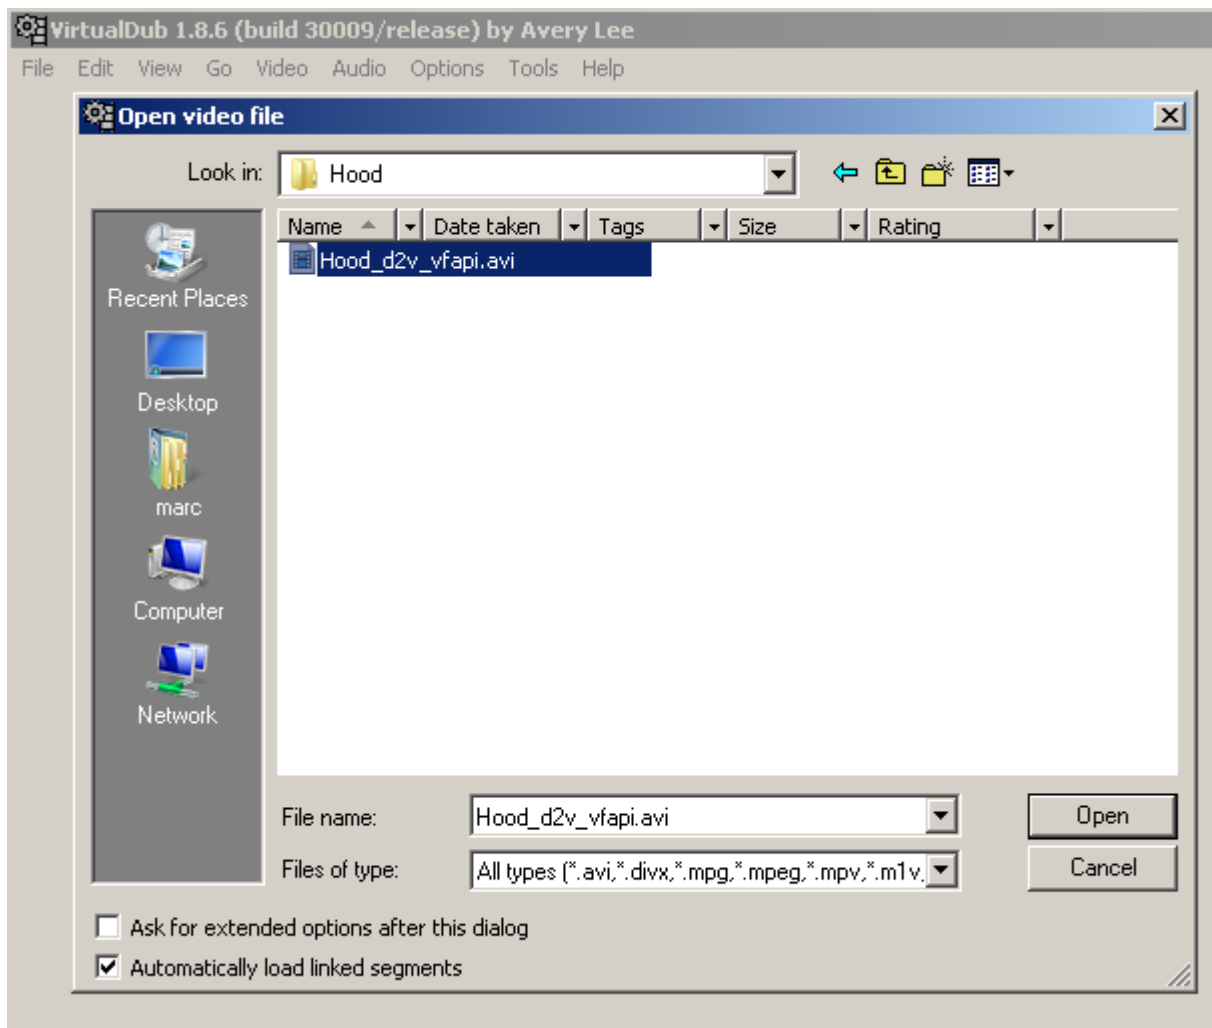 VirtualDub 1.8.6 (build 30009/release) by Avery Lee
File Edit View Go Video Audio Options Tools Help
Open video file
Look in: Hood
Name Date taken Tags Size Rating
Hood_d2v_vfapi.avi
Recent Places
Desktop
marc
Computer
Network
File name: Hood_d2v_vfapi.avi Open
Files of type: All types (*.avi,*.divx,*.mpg,*.mpeg,*.mpv,*.m1v, Cancel
Ask for extended options after this dialog
Automatically load linked segments